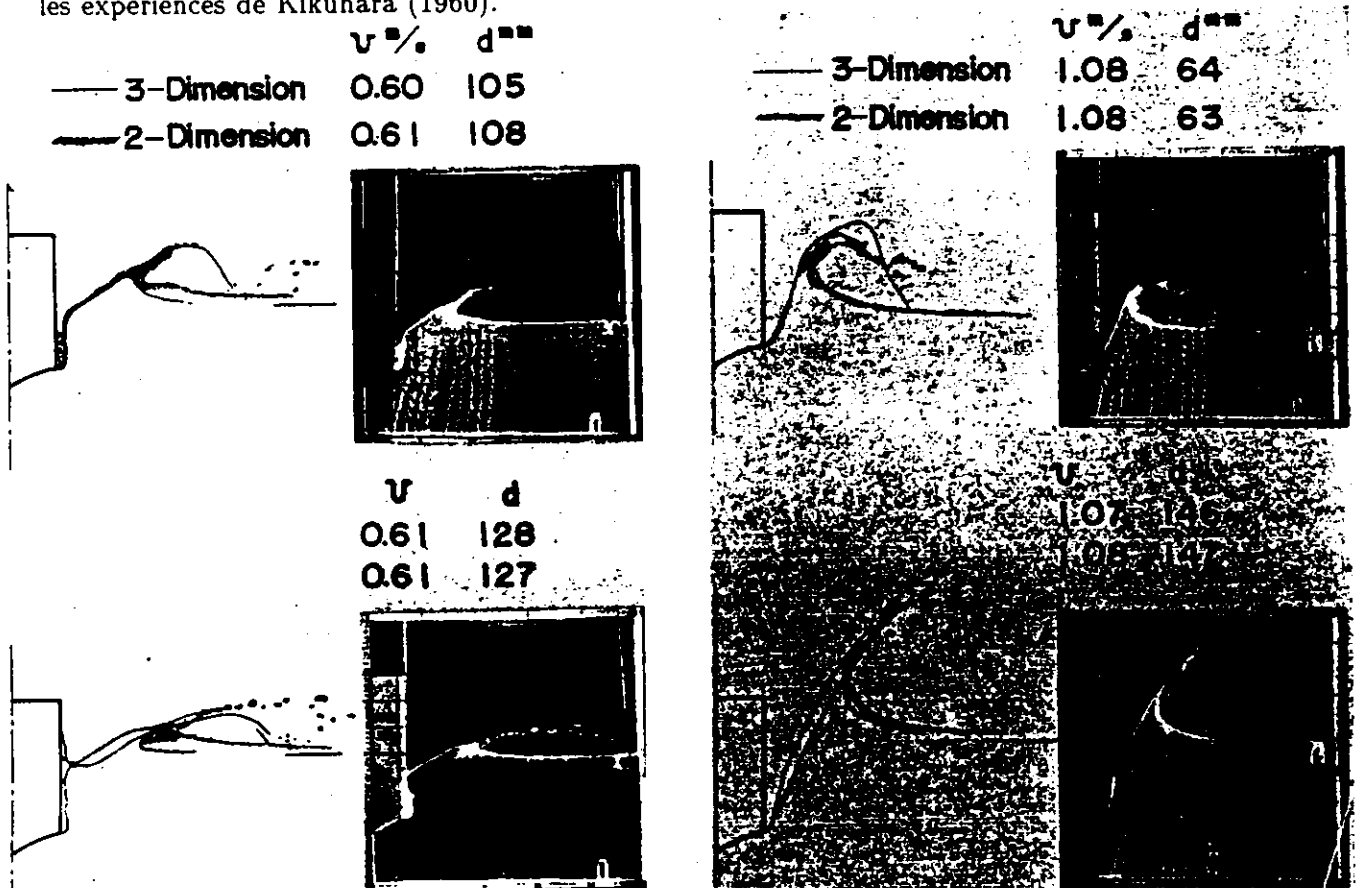 les expériences de Kikuhara (1960).
υ m/s d mm
3-Dimension 0.60 105
2-Dimension 0.61 108
υ m/s d mm
3-Dimension 1.08 64
2-Dimension 1.08 63
υ d
0.61 128
0.61 127
υ d
1.07 146
1.08 147